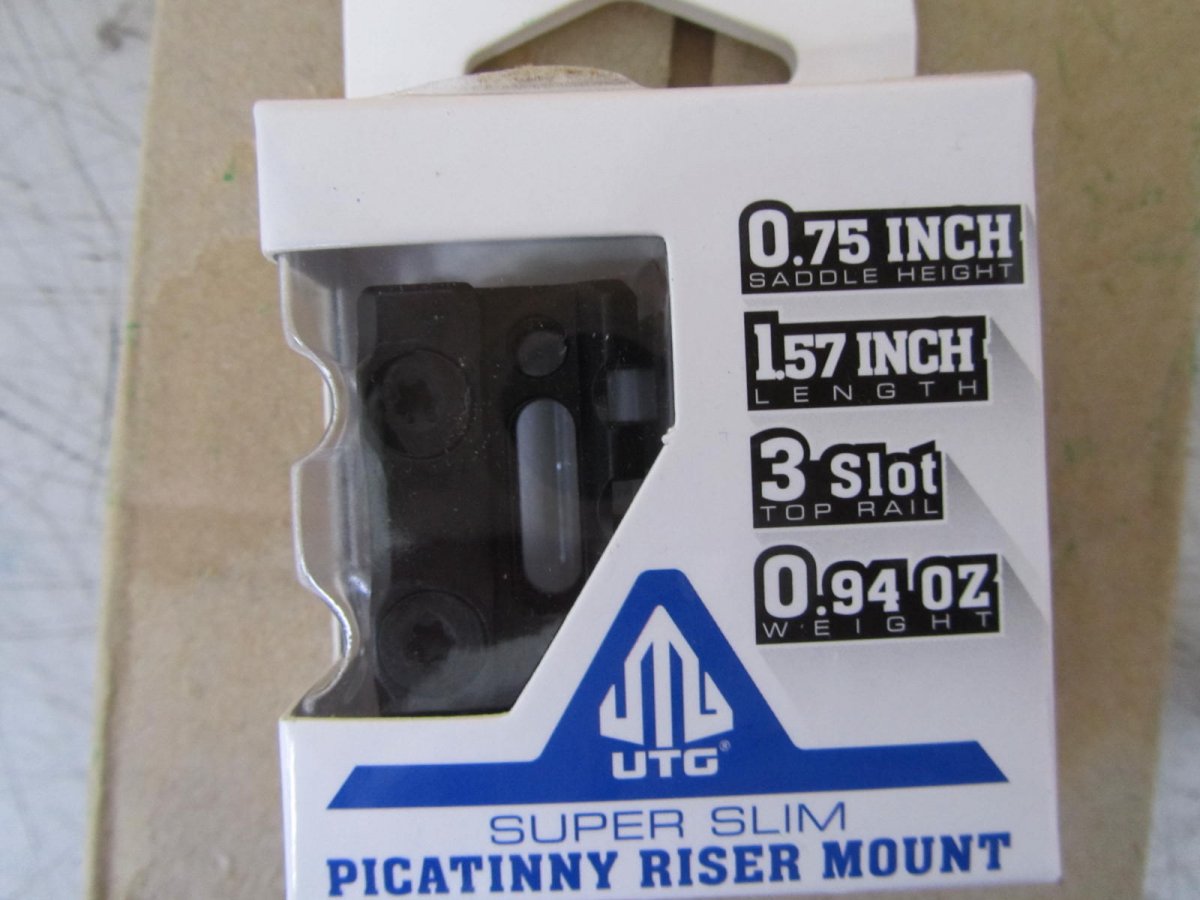 0.75 INCH
SADDLE HEIGHT
1.57 INCH
LENGTH
3 Slot
TOP RAIL
0.94 OZ
WEIGHT
UTG®
SUPER SLIM
PICATINNY RISER MOUNT